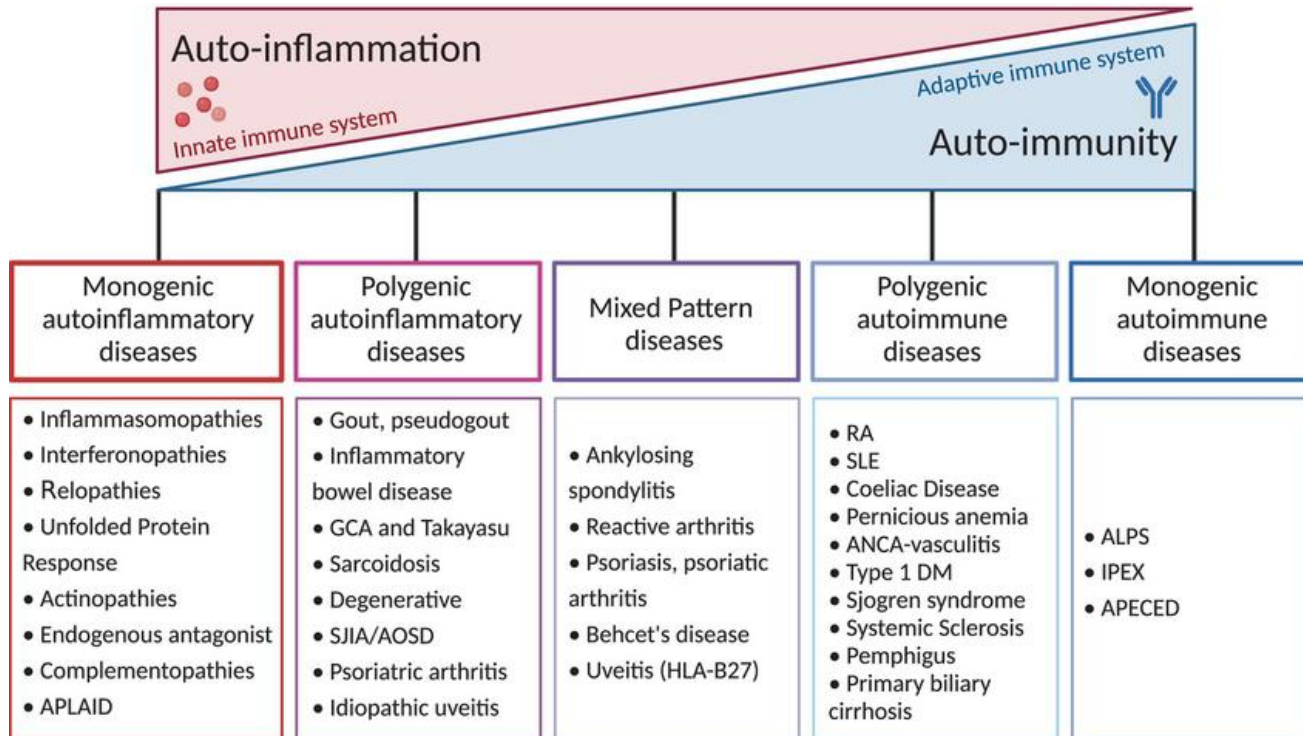 Auto-inflammation
Innate immune system
Adaptive immune system
Auto-immunity
Monogenic
autoinflammatory
diseases
Polygenic
autoinflammatory
diseases
Mixed Pattern
diseases
Polygenic
autoimmune
diseases
Monogenic
autoimmune
diseases
• Inflammasomopathies
• Interferonopathies
• Relopathies
• Unfolded Protein
Response
• Actinopathies
• Endogenous antagonist
• Complementopathies
• APLAID
• Gout, pseudogout
• Inflammatory
bowel disease
• GCA and Takayasu
• Sarcoidosis
• Degenerative
• SJIA/AOSD
• Psoriatric arthritis
• Idiopathic uveitis
• Ankylosing
spondylitis
• Reactive arthritis
• Psoriasis, psoriatic
arthritis
• Behcet's disease
• Uveitis (HLA-B27)
• RA
• SLE
• Coeliac Disease
• Pernicious anemia
• ANCA-vasculitis
• Type 1 DM
• Sjogren syndrome
• Systemic Sclerosis
• Pemphigus
• Primary biliary
cirrhosis
• ALPS
• IPEX
• APECED